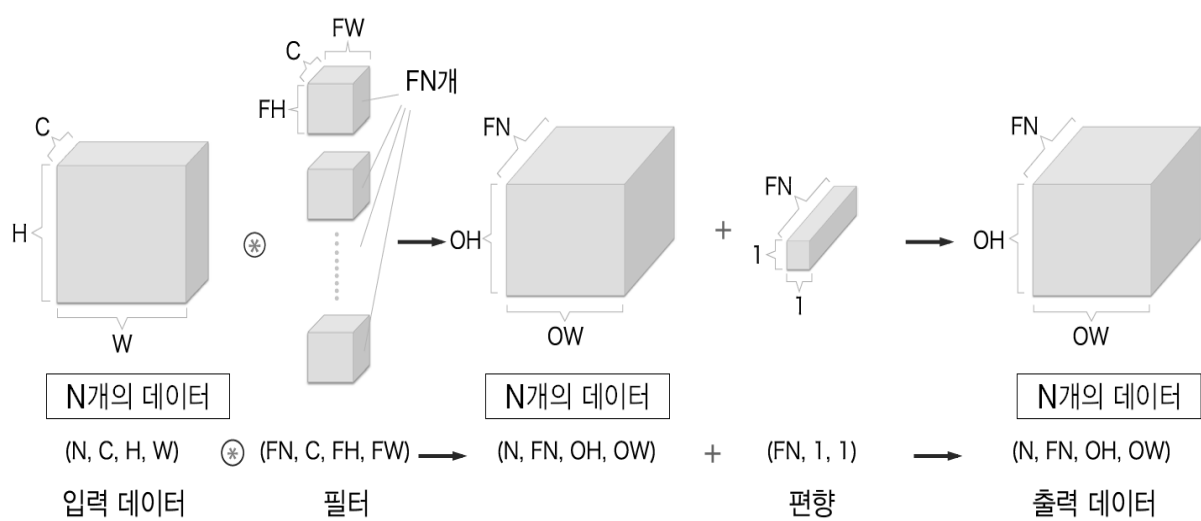 C
H
W
C
FW
FH
FN개
FN
OH
OW
+
FN
1
1
FN
OH
OW
N개의 데이터
N개의 데이터
N개의 데이터
(N, C, H, W) ⊛ (FN, C, FH, FW) → (N, FN, OH, OW) + (FN, 1, 1) → (N, FN, OH, OW)
입력 데이터 필터 편향 출력 데이터